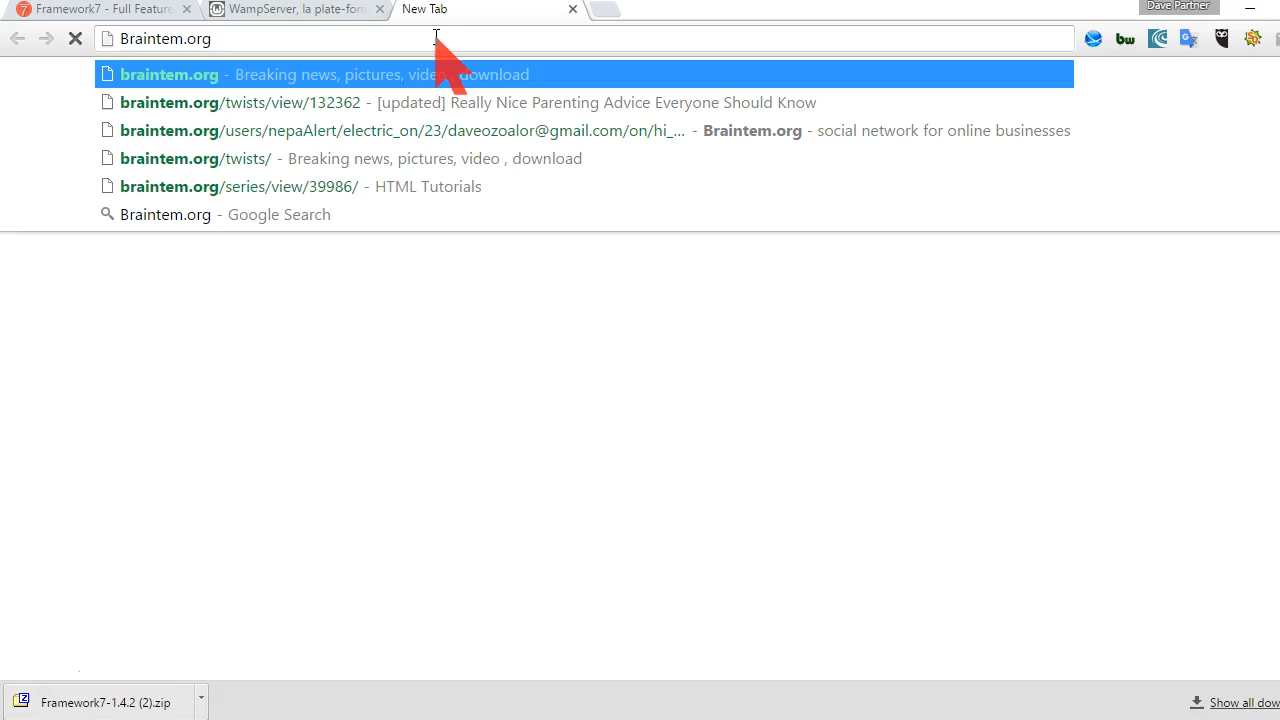 Framework7 - Full Feature
WampServer, la plate-form
New Tab
Dave Partner
Braintem.org
bw
braintem.org - Breaking news, pictures, video , download
braintem.org/twists/view/132362 - [updated] Really Nice Parenting Advice Everyone Should Know
braintem.org/users/nepaAlert/electric_on/23/daveozoalor@gmail.com/on/hi_... - Braintem.org - social network for online businesses
braintem.org/twists/ - Breaking news, pictures, video , download
braintem.org/series/view/39986/ - HTML Tutorials
Braintem.org - Google Search
Framework7-1.4.2 (2).zip
Show all dow